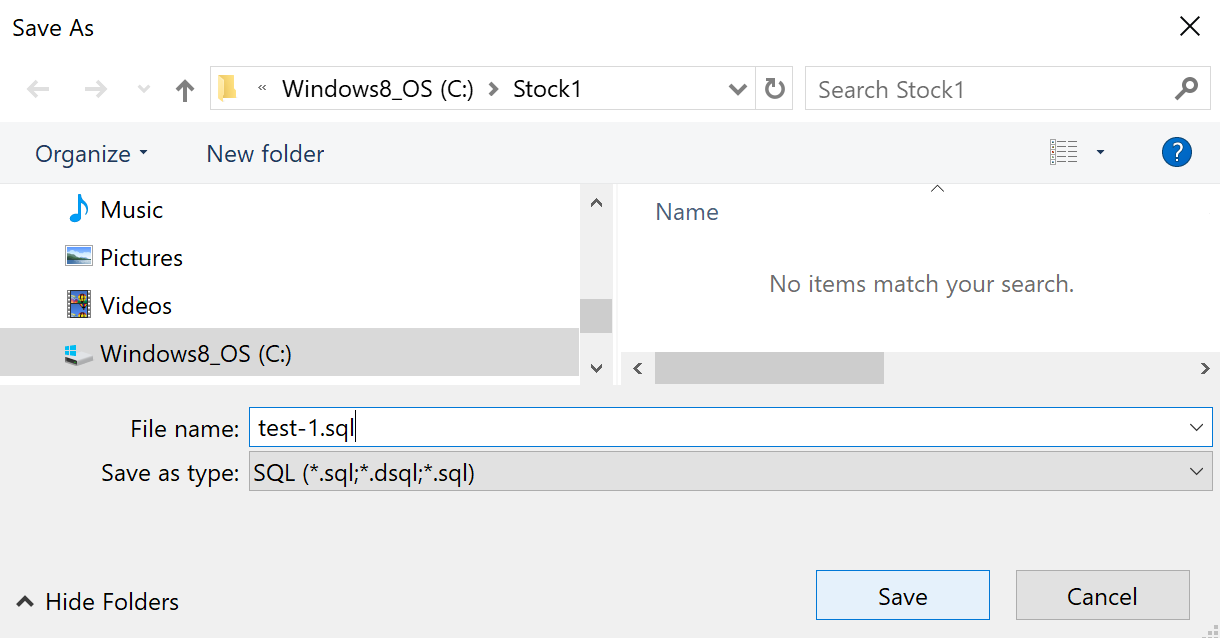 Save As
« Windows8_OS (C:) > Stock1
Search Stock1
Organize
New folder
?
Music
Pictures
Videos
Windows8_OS (C:)
Name
No items match your search.
File name: test-1.sql
Save as type: SQL (*.sql;*.dsql;*.sql)
Hide Folders
Save
Cancel